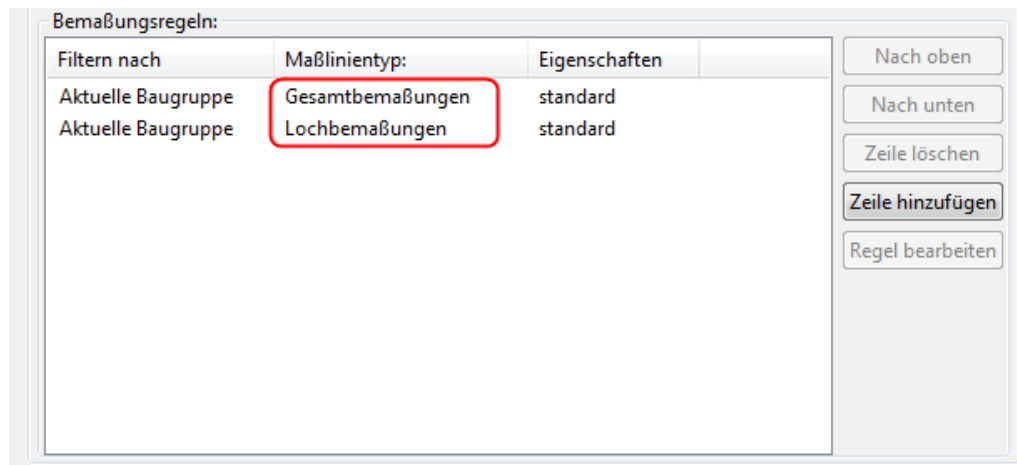 Bemaßungsregeln:
Filtern nach Maßlinientyp: Eigenschaften
Aktuelle Baugruppe Gesamtbemaßungen standard
Aktuelle Baugruppe Lochbemaßungen standard
Nach oben
Nach unten
Zeile löschen
Zeile hinzufügen
Regel bearbeiten